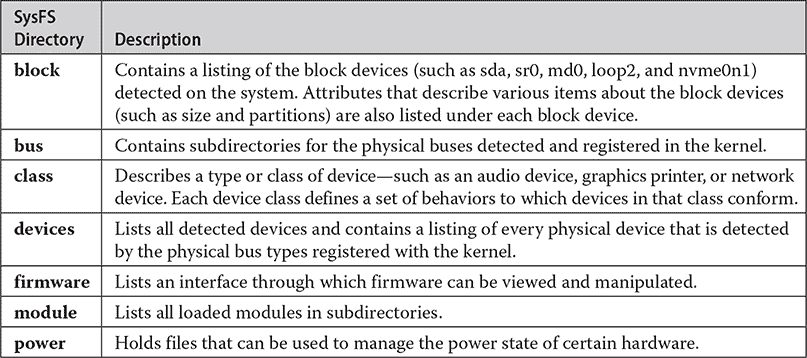 SysFS
Directory Description
block Contains a listing of the block devices (such as sda, sr0, md0, loop2, and nvme0n1)
detected on the system. Attributes that describe various items about the block devices
(such as size and partitions) are also listed under each block device.
bus Contains subdirectories for the physical buses detected and registered in the kernel.
class Describes a type or class of device—such as an audio device, graphics printer, or network
device. Each device class defines a set of behaviors to which devices in that class conform.
devices Lists all detected devices and contains a listing of every physical device that is detected
by the physical bus types registered with the kernel.
firmware Lists an interface through which firmware can be viewed and manipulated.
module Lists all loaded modules in subdirectories.
power Holds files that can be used to manage the power state of certain hardware.